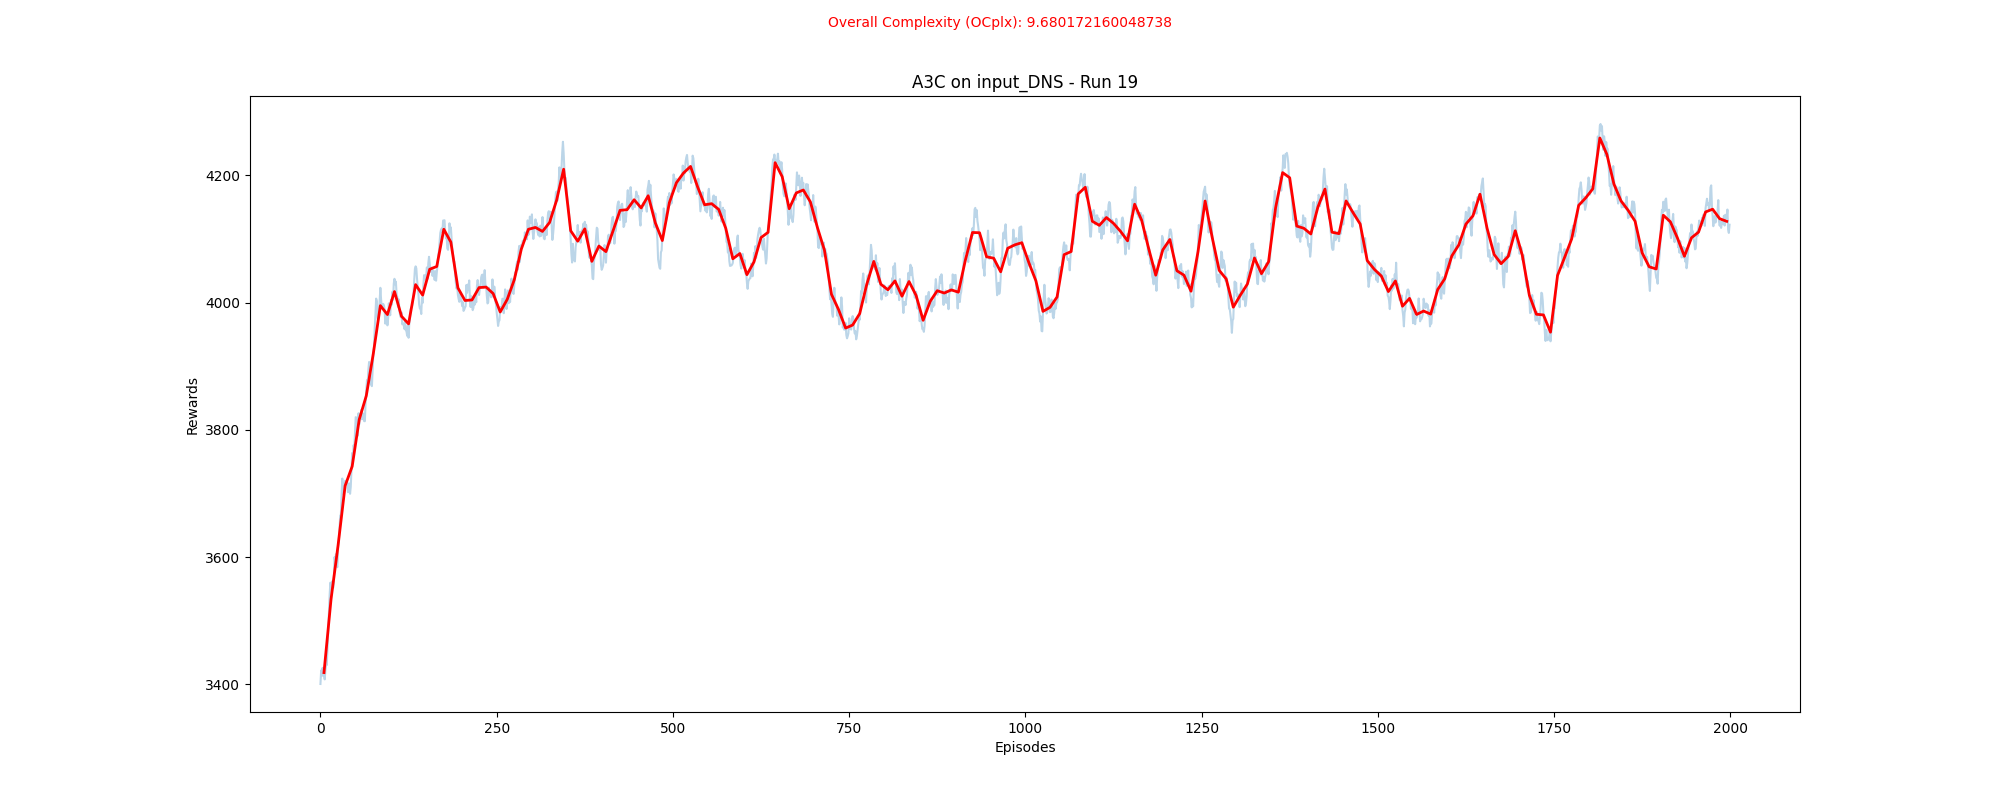 Overall Complexity (OCplx): 9.680172160048738
A3C on input_DNS - Run 19
Rewards
4200
4000
3800
3600
3400
0 250 500 750 1000 1250 1500 1750 2000
Episodes